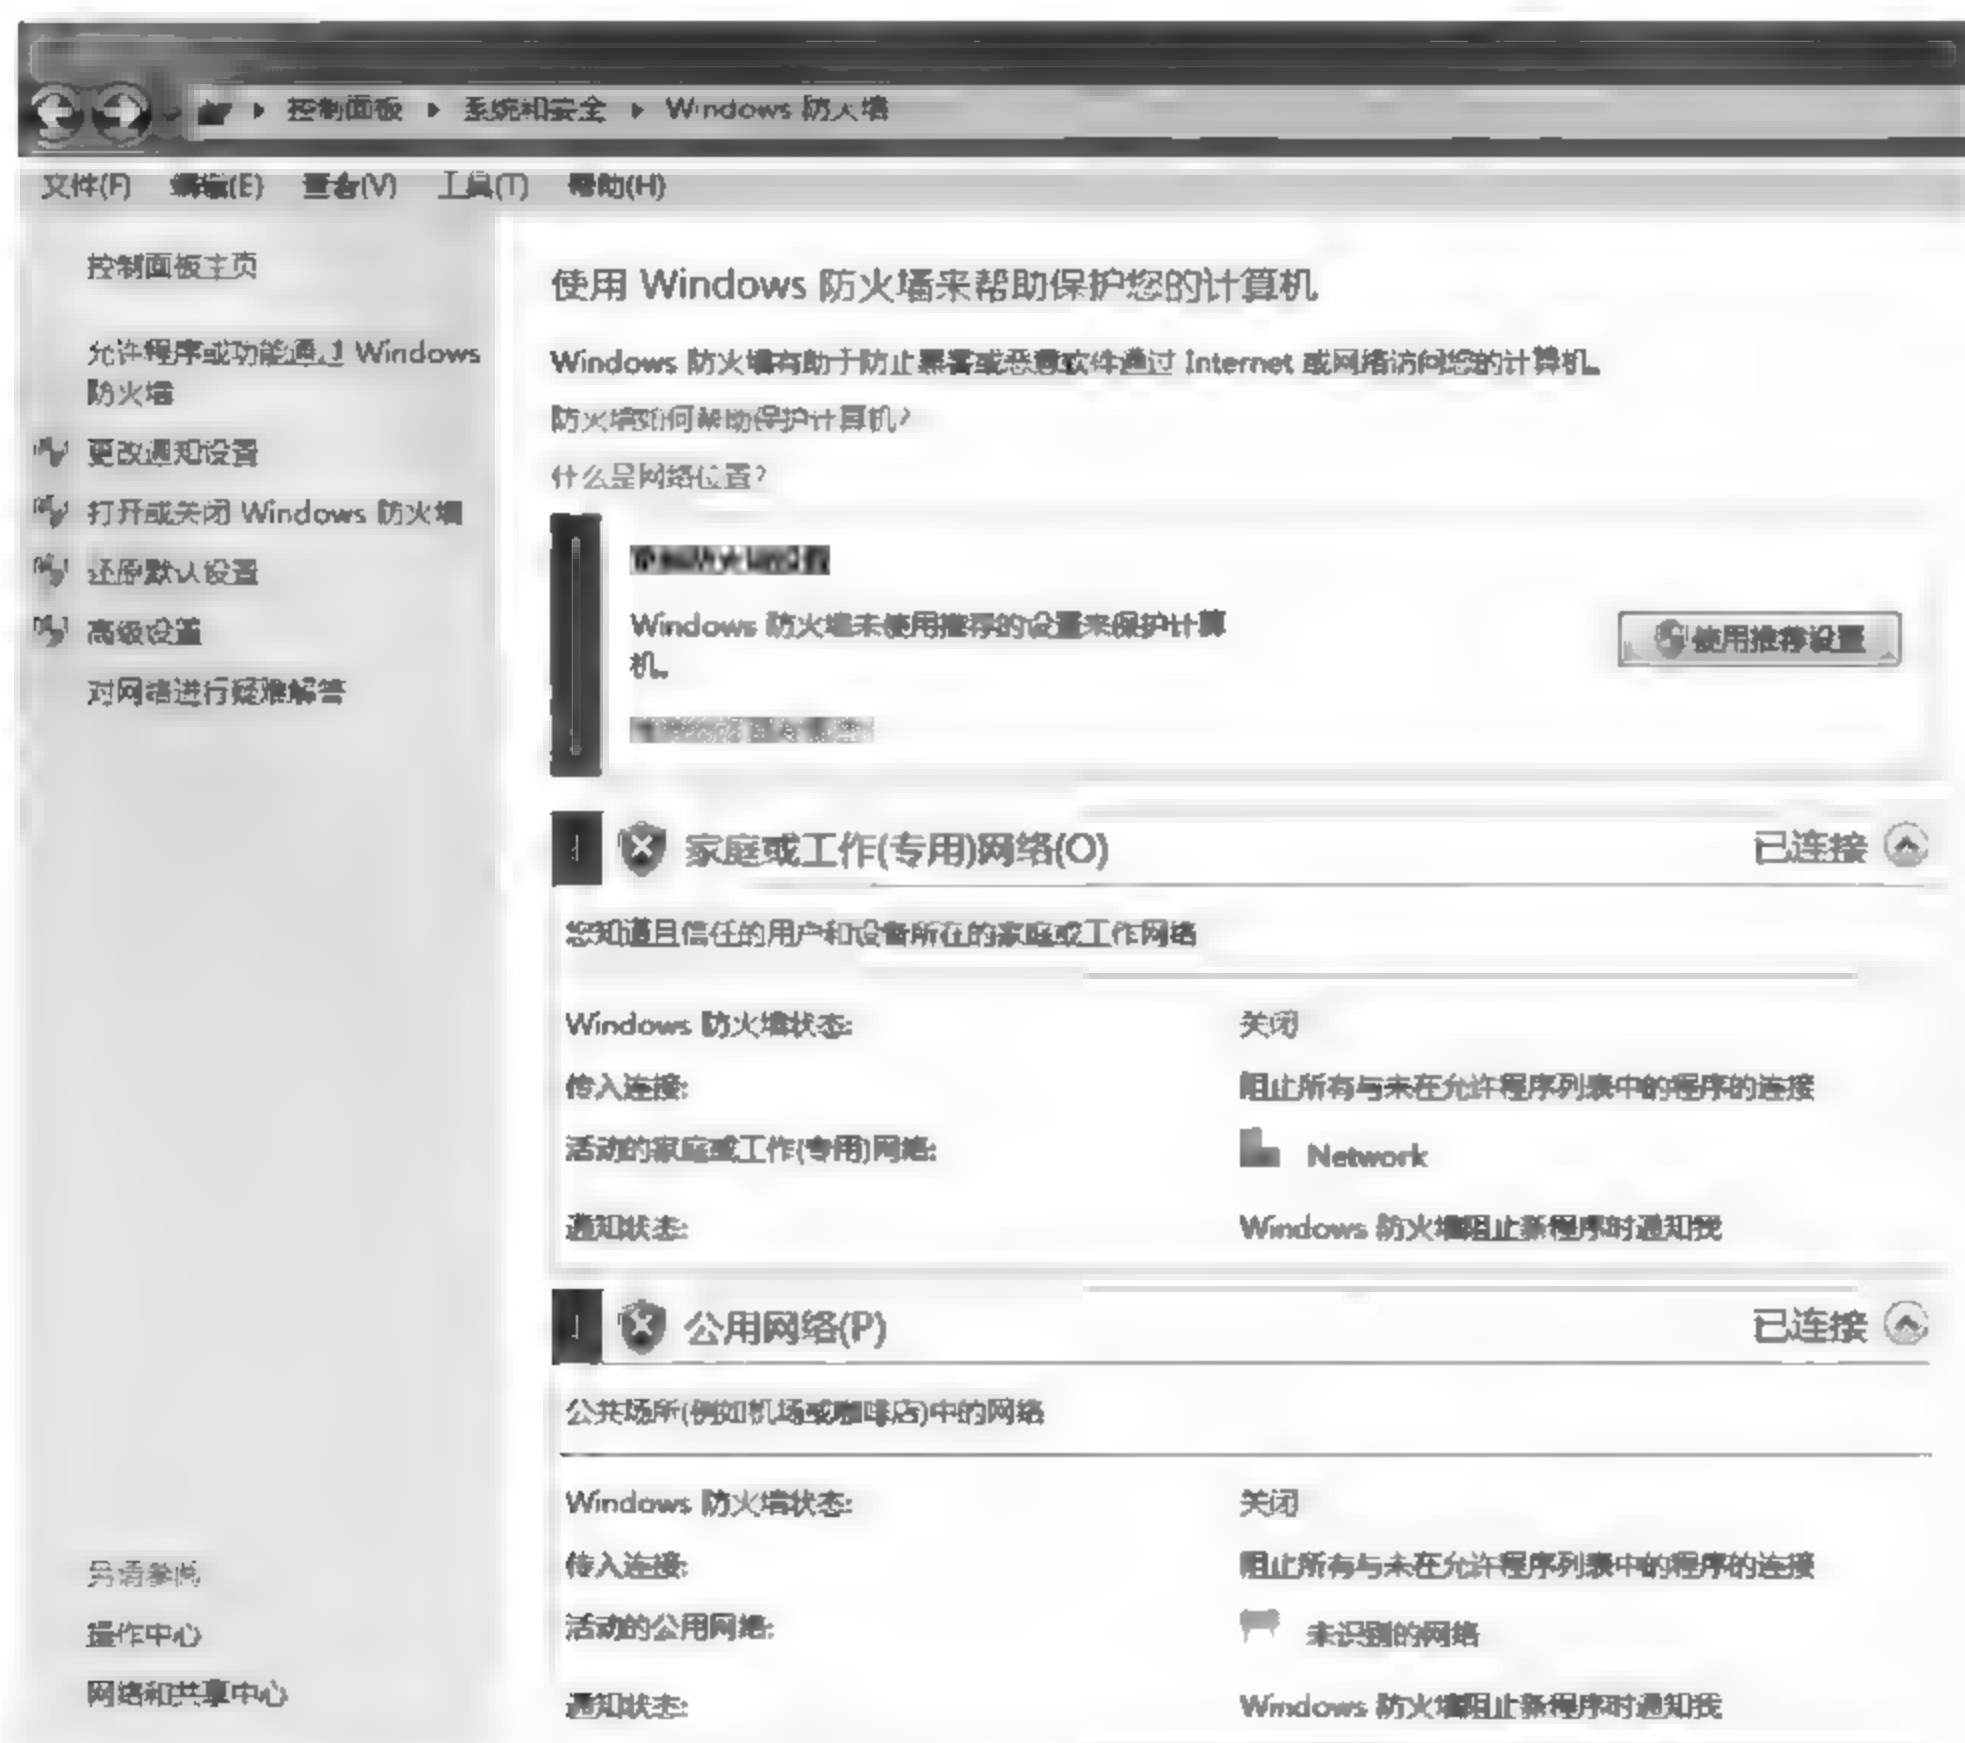 控制面板 ▸ 系统和安全 ▸ Windows 防火墙
文件(F) 编辑(E) 查看(V) 工具(T) 帮助(H)
控制面板主页
允许程序或功能通过 Windows
防火墙
更改通知设置
打开或关闭 Windows 防火墙
还原默认设置
高级设置
对网络进行疑难解答
另请参阅
操作中心
网络和共享中心
使用 Windows 防火墙来帮助保护您的计算机
Windows 防火墙有助于防止黑客或恶意软件通过 Internet 或网络访问您的计算机。
防火墙如何帮助保护计算机?
什么是网络位置?
更新防火墙设置
Windows 防火墙未使用推荐的设置来保护计算
机。
使用推荐设置
家庭或工作(专用)网络(O) 已连接
您知道且信任的用户和设备所在的家庭或工作网络
Windows 防火墙状态: 关闭
传入连接: 阻止所有与未在允许程序列表中的程序的连接
活动的家庭或工作(专用)网络: Network
通知状态: Windows 防火墙阻止新程序时通知我
公用网络(P) 已连接
公共场所(例如机场或咖啡店)中的网络
Windows 防火墙状态: 关闭
传入连接: 阻止所有与未在允许程序列表中的程序的连接
活动的公用网络: 未识别的网络
通知状态: Windows 防火墙阻止新程序时通知我